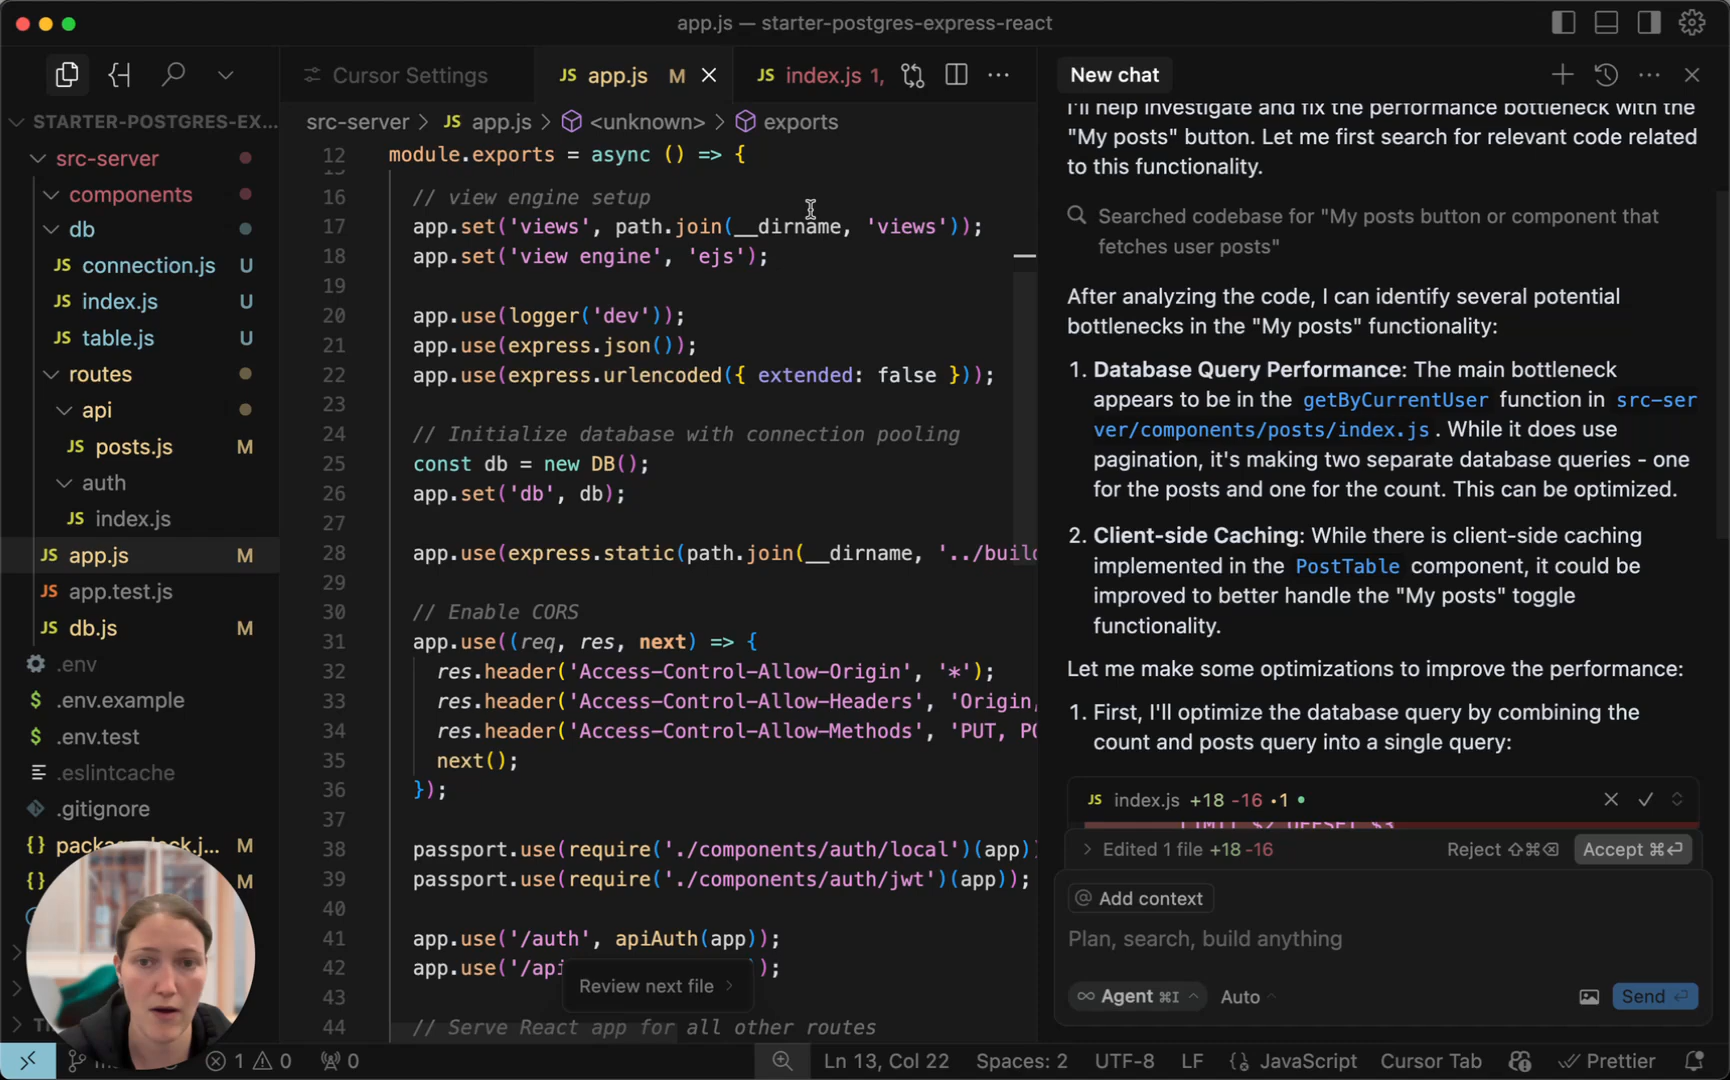 app.js — starter-postgres-express-react
Cursor Settings
JS app.js M
JS index.js 1,
New chat
STARTER-POSTGRES-EX...
src-server
components
db
JS connection.js U
JS index.js U
JS table.js U
routes
api
JS posts.js M
auth
JS index.js
JS app.js M
JS app.test.js
JS db.js M
.env
$ .env.example
$ .env.test
.eslintcache
.gitignore
{} package-lock.j... M
{} M
src-server > JS app.js > <unknown> > exports
12 module.exports = async () => {
16 // view engine setup
17 app.set('views', path.join(__dirname, 'views'));
18 app.set('view engine', 'ejs');
19
20 app.use(logger('dev'));
21 app.use(express.json());
22 app.use(express.urlencoded({ extended: false }));
23
24 // Initialize database with connection pooling
25 const db = new DB();
26 app.set('db', db);
27
28 app.use(express.static(path.join(__dirname, '../build
29
30 // Enable CORS
31 app.use((req, res, next) => {
32 res.header('Access-Control-Allow-Origin', '*');
33 res.header('Access-Control-Allow-Headers', 'Origin,
34 res.header('Access-Control-Allow-Methods', 'PUT, PO
35 next();
36 });
37
38 passport.use(require('./components/auth/local')(app))
39 passport.use(require('./components/auth/jwt')(app));
40
41 app.use('/auth', apiAuth(app));
42 app.use('/api );
43
44 // Serve React app for all other routes
Review next file >
I'll help investigate and fix the performance bottleneck with the
"My posts" button. Let me first search for relevant code related
to this functionality.
Searched codebase for "My posts button or component that
fetches user posts"
After analyzing the code, I can identify several potential
bottlenecks in the "My posts" functionality:
1. Database Query Performance: The main bottleneck
appears to be in the getByCurrentUser function in src-ser
ver/components/posts/index.js . While it does use
pagination, it's making two separate database queries - one
for the posts and one for the count. This can be optimized.
2. Client-side Caching: While there is client-side caching
implemented in the PostTable component, it could be
improved to better handle the "My posts" toggle
functionality.
Let me make some optimizations to improve the performance:
1. First, I'll optimize the database query by combining the
count and posts query into a single query:
JS index.js +18 -16 •1 •
LIMIT $2 OFFSET $3
> Edited 1 file +18 -16 Reject ⇧⌘⌫ Accept ⌘⏎
@ Add context
Plan, search, build anything
∞ Agent ⌘I Auto Send ⏎
1 0 0 Ln 13, Col 22 Spaces: 2 UTF-8 LF {} JavaScript Cursor Tab Prettier